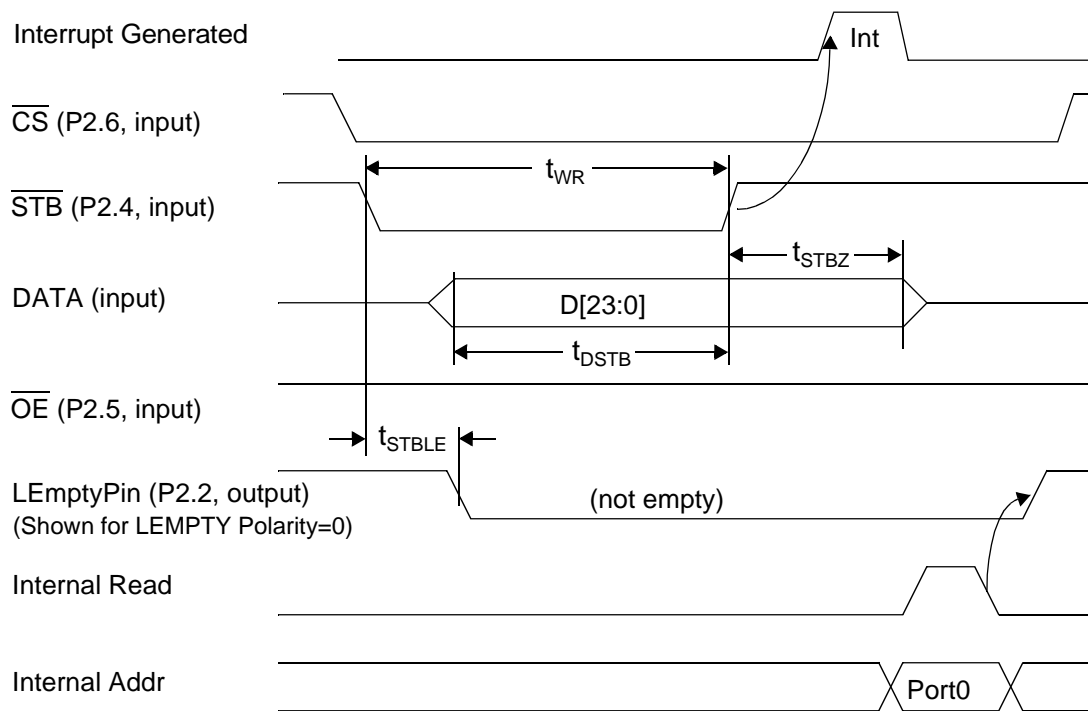 Interrupt Generated
Int
CS (P2.6, input)
tWR
STB (P2.4, input)
tSTBZ
DATA (input)
D[23:0]
tDSTB
OE (P2.5, input)
tSTBLE
LEmptyPin (P2.2, output)
(not empty)
(Shown for LEMPTY Polarity=0)
Internal Read
Internal Addr
Port0